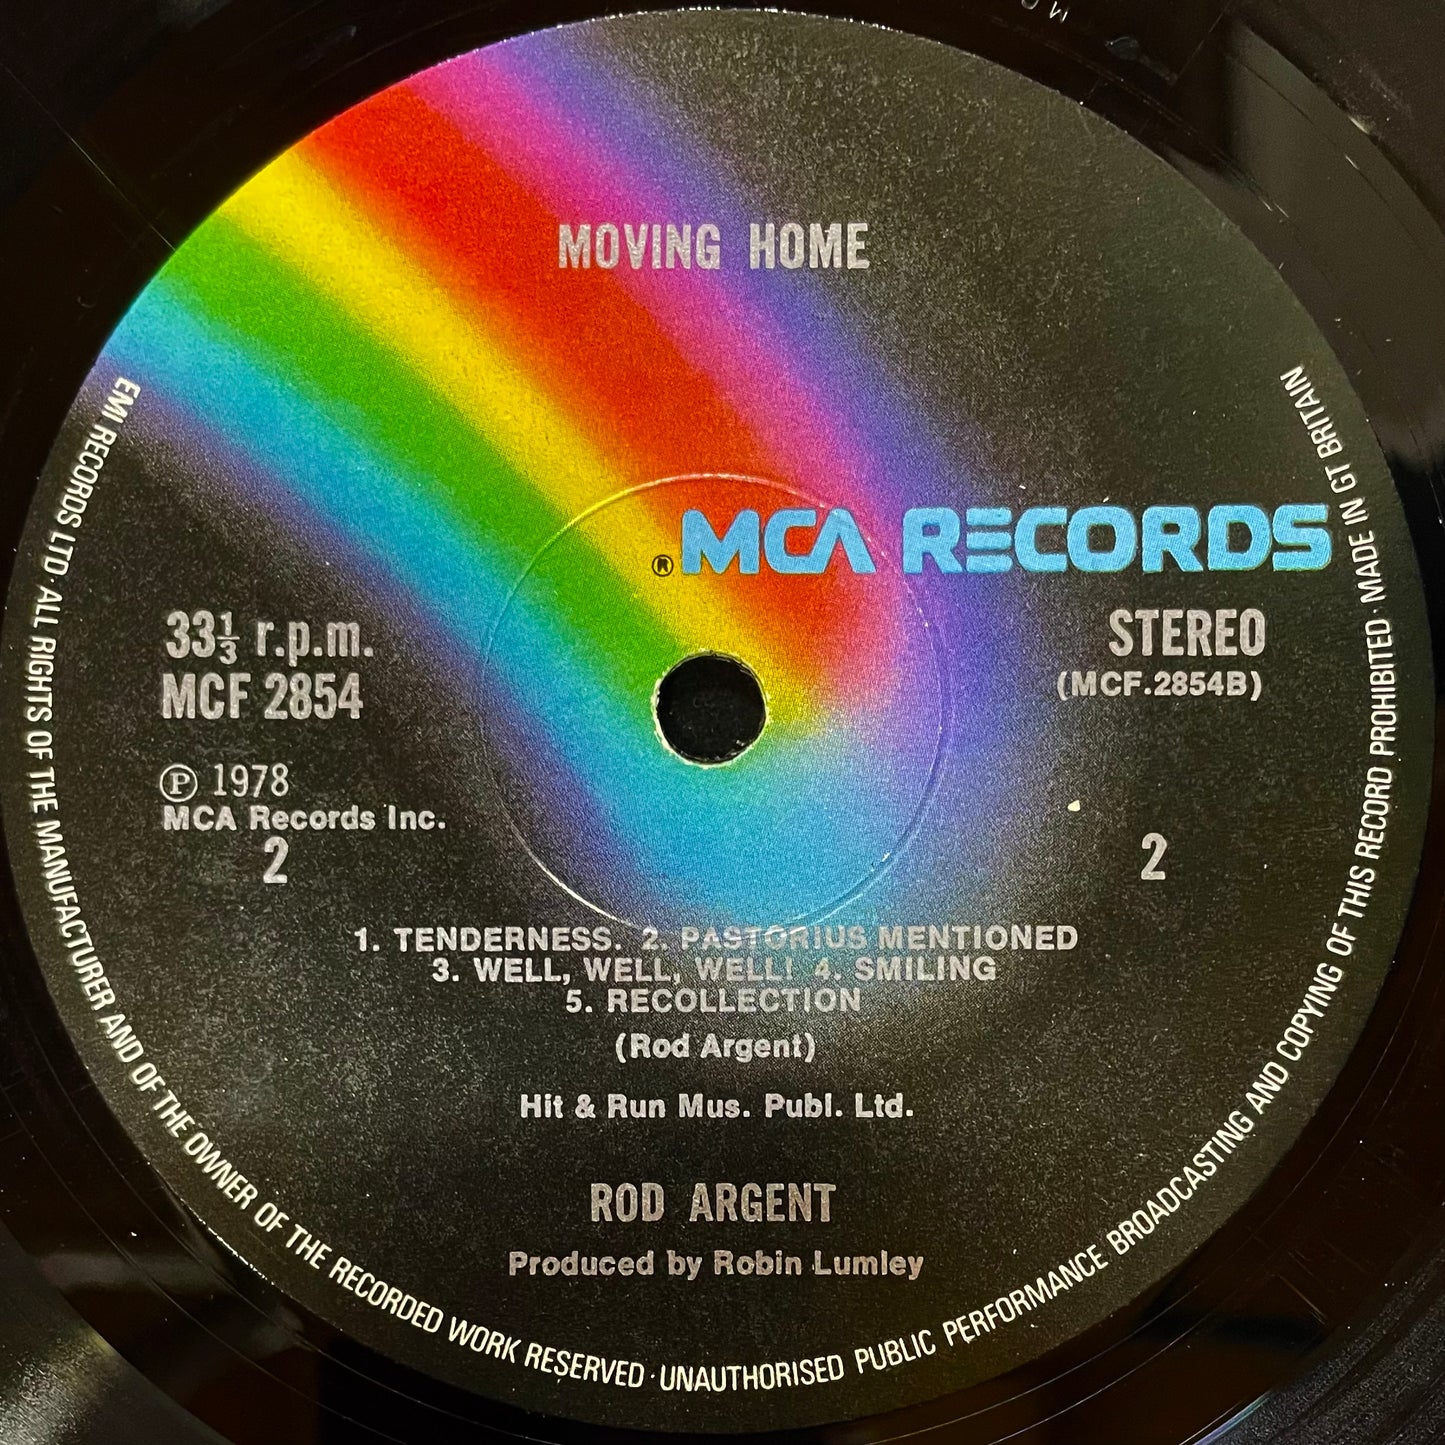 MOVING HOME
® MCA RECORDS
33⅓ r.p.m.
MCF 2854
STEREO
(MCF.2854B)
℗ 1978
MCA Records Inc.
2
2
1. TENDERNESS. 2. PASTORIUS MENTIONED
3. WELL, WELL, WELL! 4. SMILING
5. RECOLLECTION
(Rod Argent)
Hit & Run Mus. Publ. Ltd.
ROD ARGENT
Produced by Robin Lumley
EMI RECORDS LTD · ALL RIGHTS OF THE MANUFACTURER AND OF THE OWNER OF THE RECORDED WORK RESERVED · UNAUTHORISED PUBLIC PERFORMANCE BROADCASTING AND COPYING OF THIS RECORD PROHIBITED · MADE IN GT BRITAIN